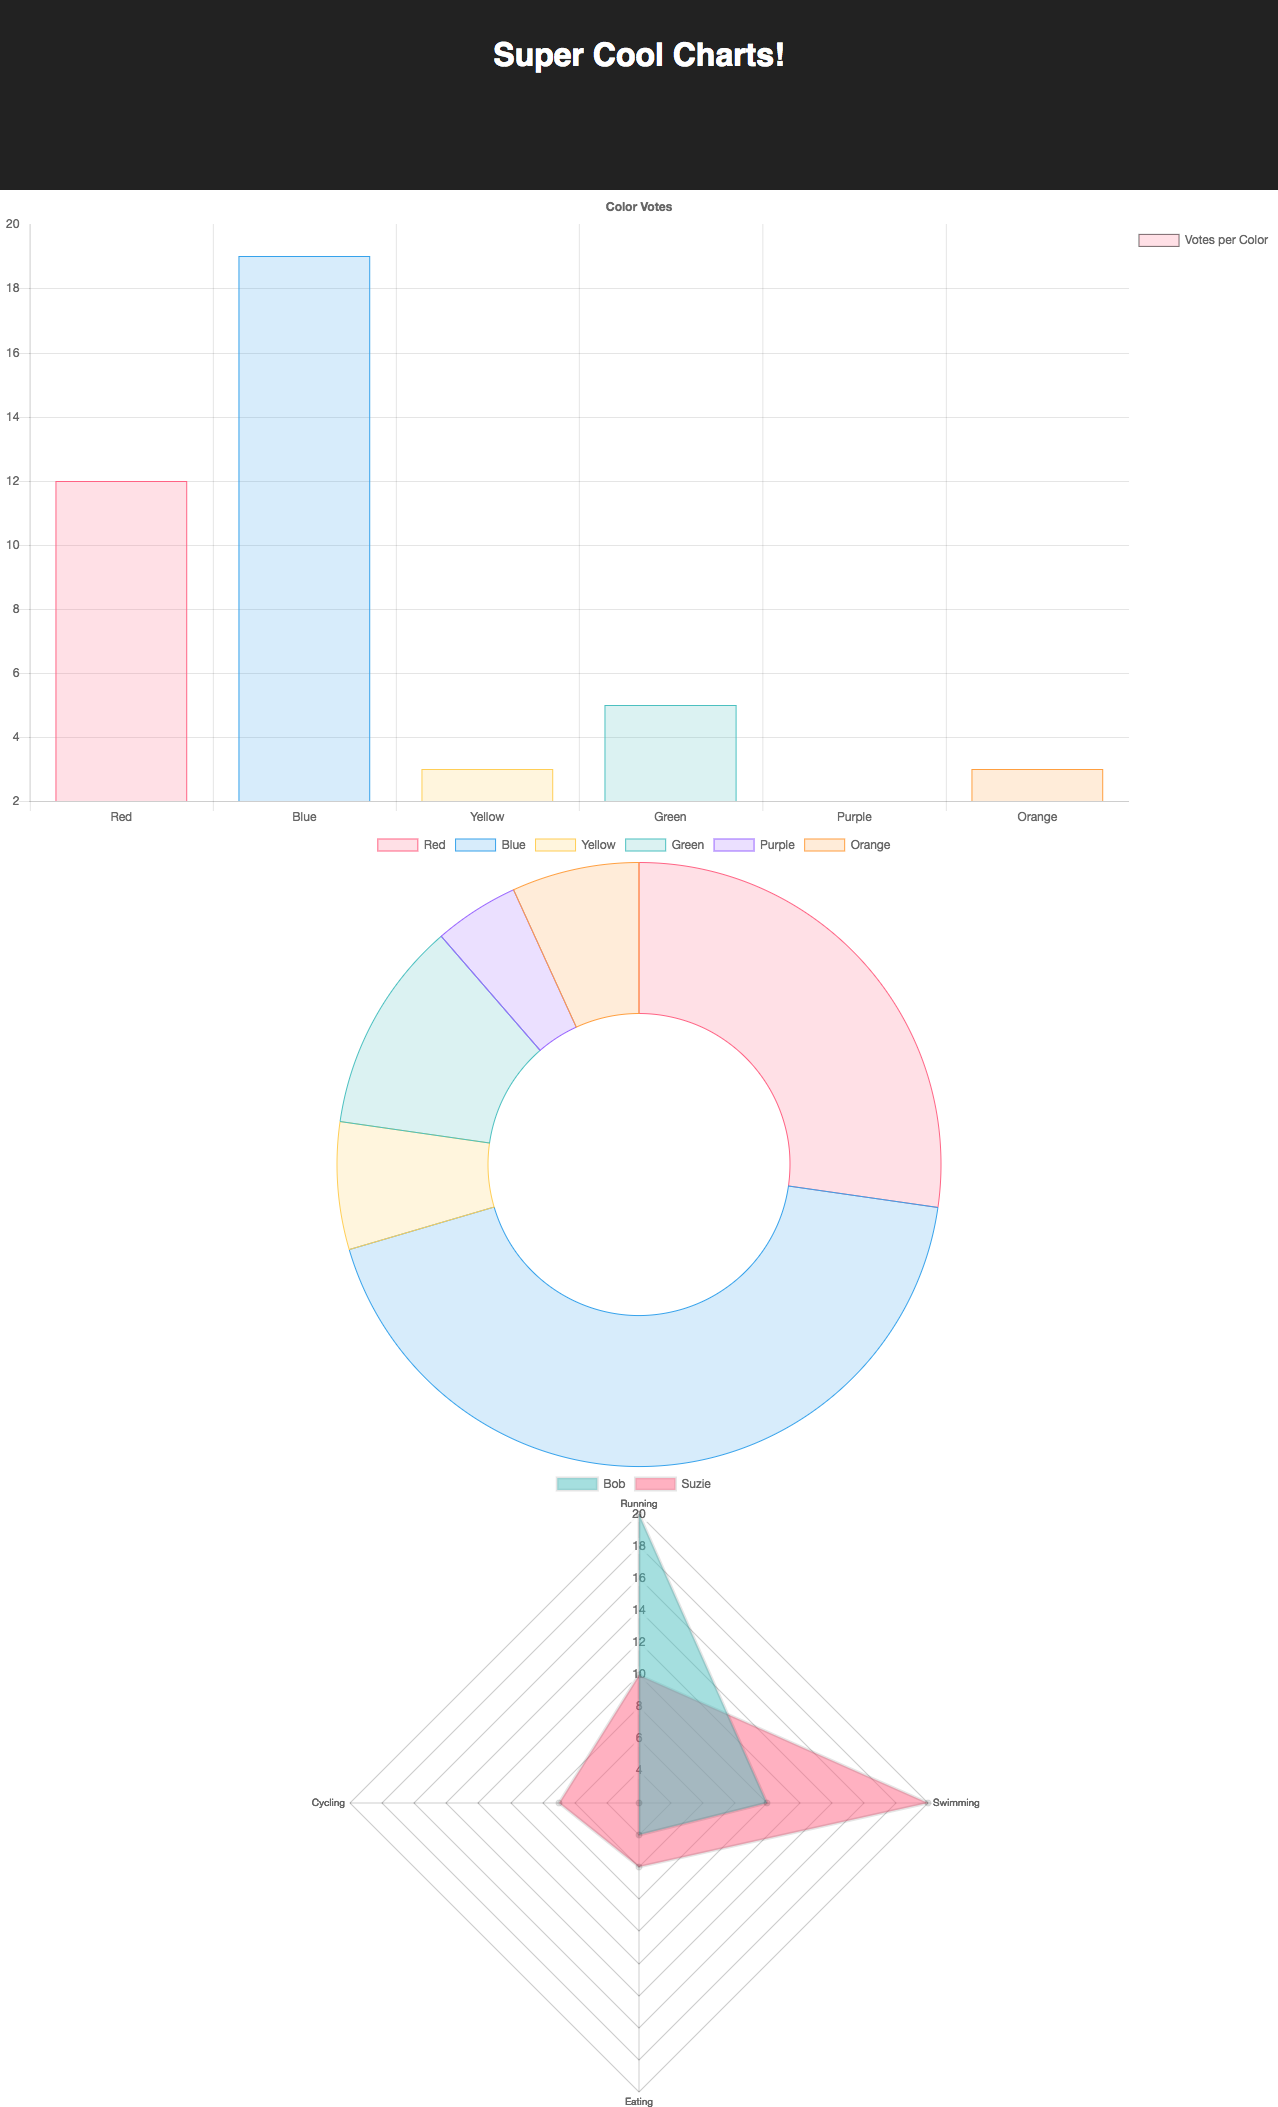 Super Cool Charts!
Color Votes
Votes per Color
20
18
16
14
12
10
8
6
4
2
Red Blue Yellow Green Purple Orange
Red Blue Yellow Green Purple Orange
Bob Suzie
Running
20
18
16
14
12
10
8
6
4
Cycling Swimming
Eating